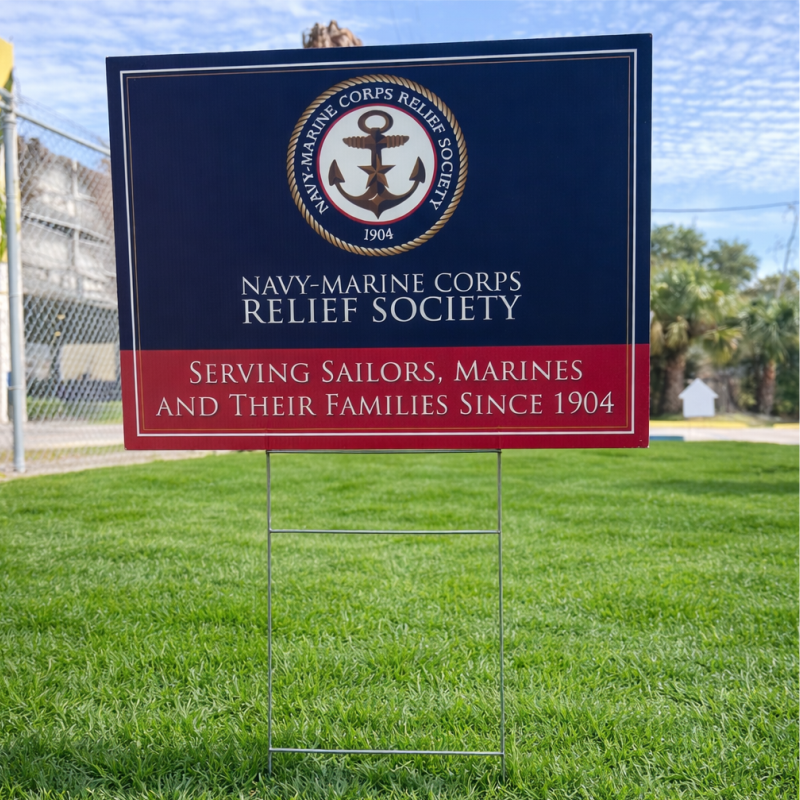 NAVY-MARINE CORPS RELIEF SOCIETY
1904
NAVY-MARINE CORPS
RELIEF SOCIETY
SERVING SAILORS, MARINES
AND THEIR FAMILIES SINCE 1904